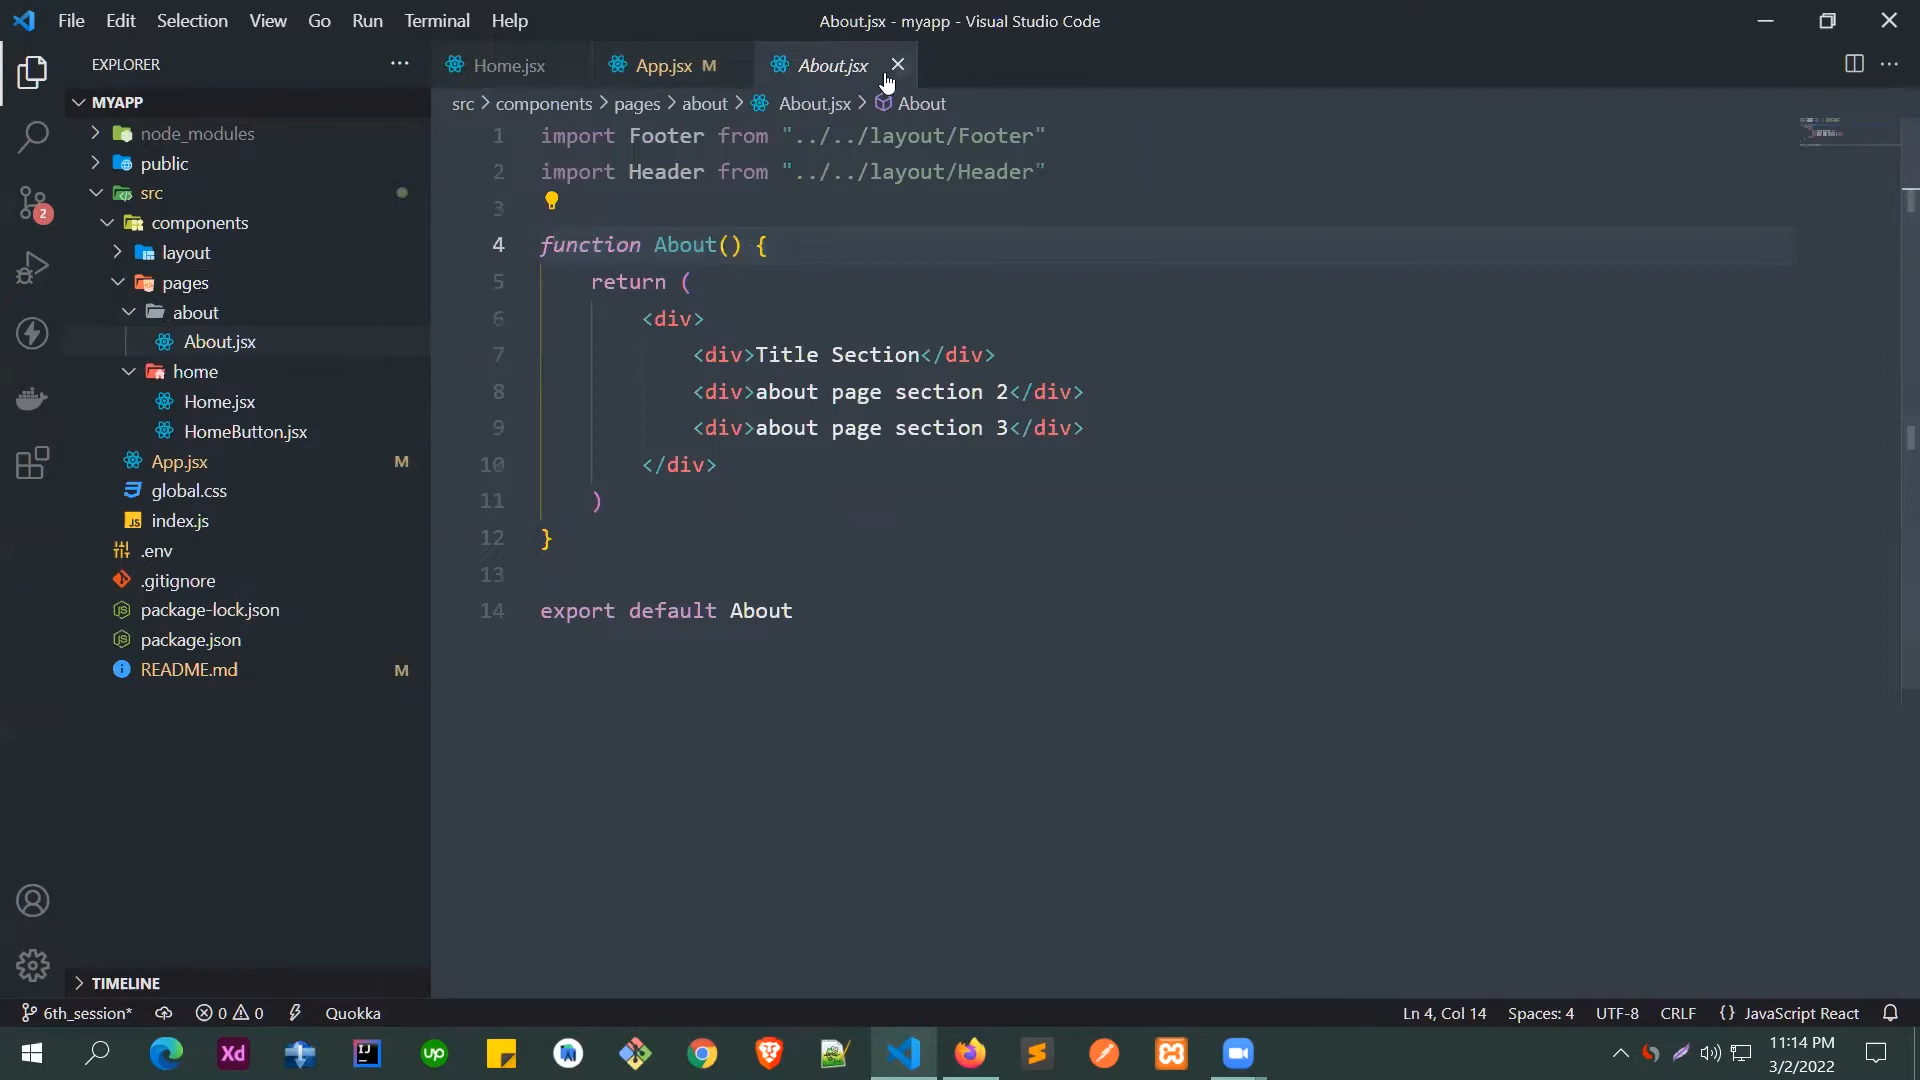 File Edit Selection View Go Run Terminal Help
About.jsx - myapp - Visual Studio Code
EXPLORER
Home.jsx
App.jsx M
About.jsx
src > components > pages > about > About.jsx > About
MYAPP
node_modules
public
src
components
layout
pages
about
About.jsx
home
Home.jsx
HomeButton.jsx
App.jsx M
global.css
JS index.js
.env
.gitignore
package-lock.json
package.json
README.md M
TIMELINE
2
1 import Footer from "../../layout/Footer"
2 import Header from "../../layout/Header"
3
4 function About() {
5 return (
6 <div>
7 <div>Title Section</div>
8 <div>about page section 2</div>
9 <div>about page section 3</div>
10 </div>
11 )
12 }
13
14 export default About
6th_session* 0 0 Quokka
Ln 4, Col 14 Spaces: 4 UTF-8 CRLF {} JavaScript React
Xd IJ up
11:14 PM
3/2/2022